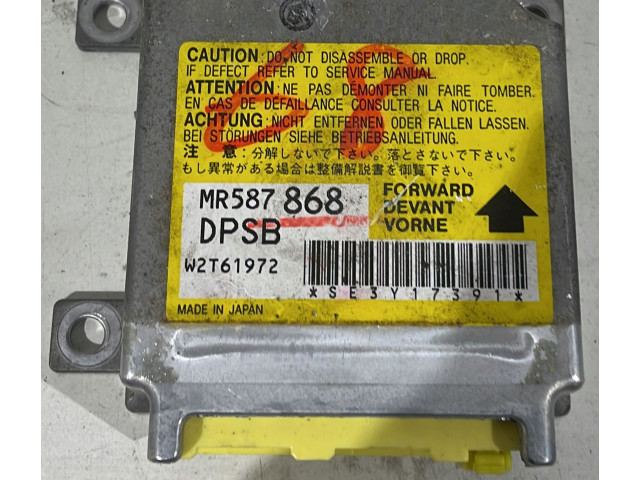 CAUTION: DO NOT DISASSEMBLE OR DROP.
IF DEFECT REFER TO SERVICE MANUAL.
ATTENTION: NE PAS DÉMONTER NI FAIRE TOMBER.
EN CAS DE DÉFAILLANCE CONSULTER LA NOTICE.
ACHTUNG: NICHT ENTFERNEN ODER FALLEN LASSEN.
BEI STÖRUNGEN SIEHE BETRIEBSANLEITUNG.
注 意:分解しないで下さい。落とさないで下さい。
もし異常がある場合は整備解説書を御覧下さい。
MR587 868
DPSB
FORWARD
DEVANT
VORNE
W2T61972
*SE3Y17391*
MADE IN JAPAN